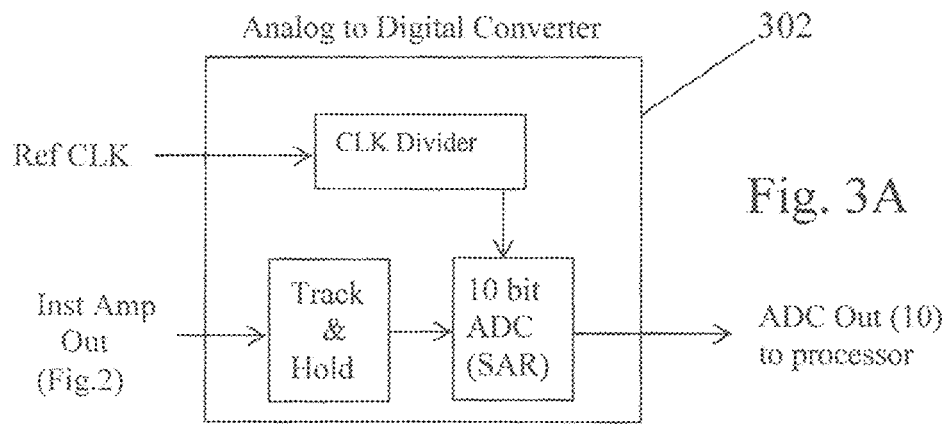 Analog to Digital Converter
302
Ref CLK
CLK Divider
Fig. 3A
Inst Amp
Out
(Fig.2)
Track
&
Hold
10 bit
ADC
(SAR)
ADC Out (10)
to processor